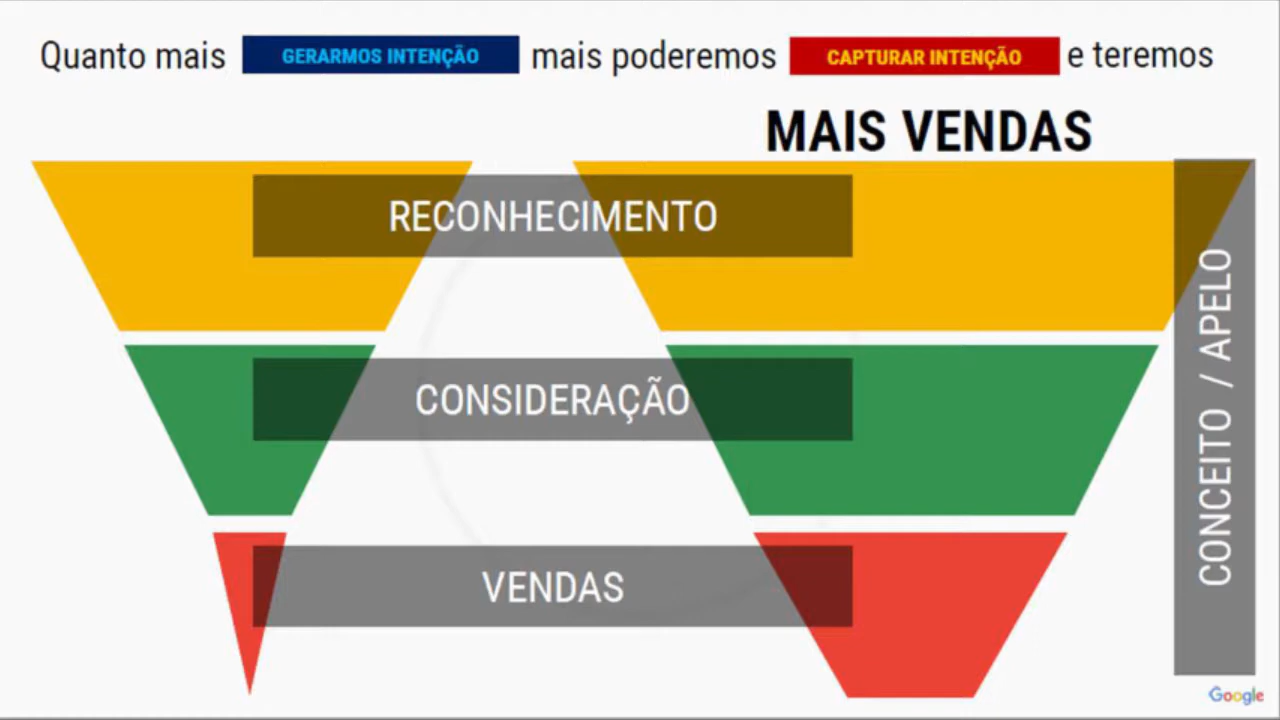 Quanto mais GERARMOS INTENÇÃO mais poderemos CAPTURAR INTENÇÃO e teremos
MAIS VENDAS
RECONHECIMENTO
CONSIDERAÇÃO
VENDAS
CONCEITO / APELO
Google